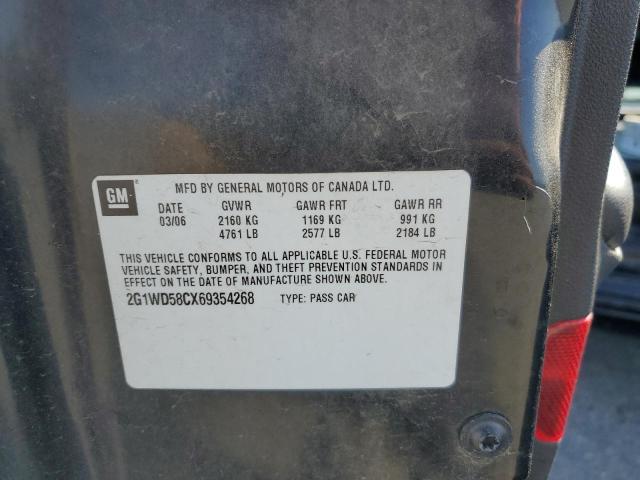 GM
MFD BY GENERAL MOTORS OF CANADA LTD.
DATE GVWR GAWR FRT GAWR RR
03/06 2160 KG 1169 KG 991 KG
4761 LB 2577 LB 2184 LB
THIS VEHICLE CONFORMS TO ALL APPLICABLE U.S. FEDERAL MOTOR
VEHICLE SAFETY, BUMPER, AND THEFT PREVENTION STANDARDS IN
EFFECT ON THE DATE OF MANUFACTURE SHOWN ABOVE.
2G1WD58CX69354268 TYPE: PASS CAR